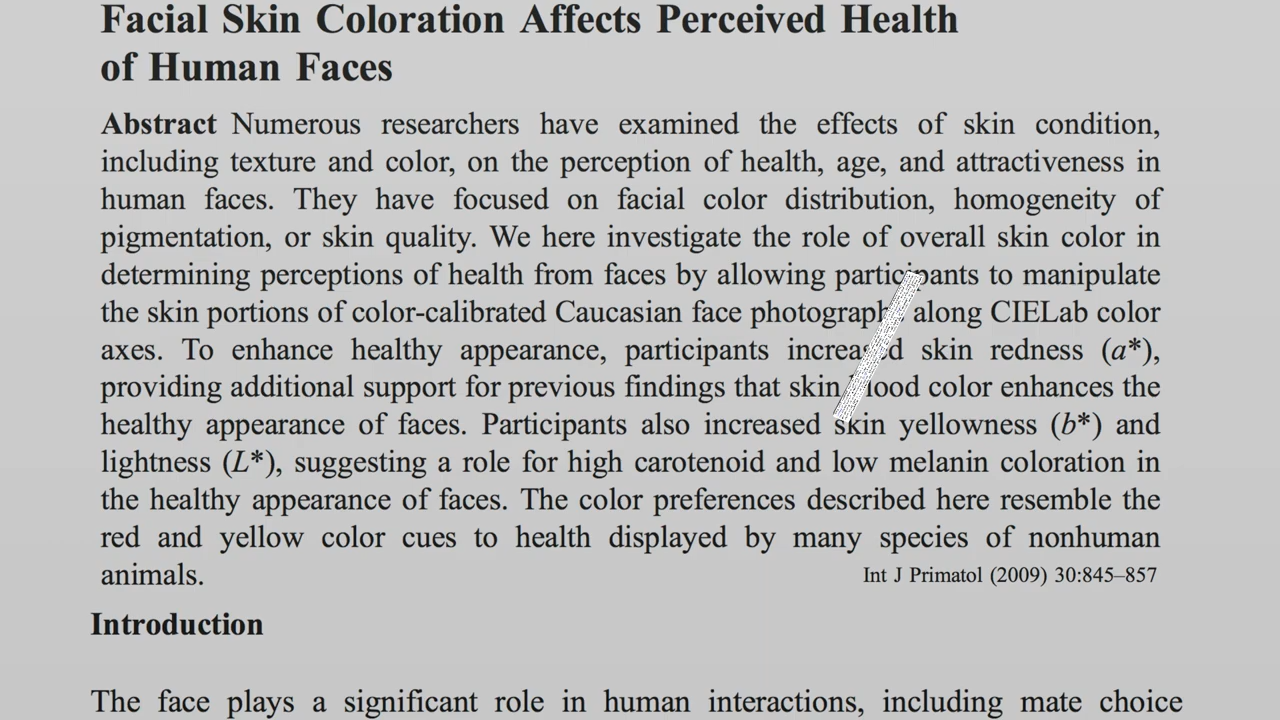 Facial Skin Coloration Affects Perceived Health
of Human Faces
Abstract Numerous researchers have examined the effects of skin condition,
including texture and color, on the perception of health, age, and attractiveness in
human faces. They have focused on facial color distribution, homogeneity of
pigmentation, or skin quality. We here investigate the role of overall skin color in
determining perceptions of health from faces by allowing participants to manipulate
the skin portions of color-calibrated Caucasian face photographs along CIELab color
axes. To enhance healthy appearance, participants increased skin redness (a*),
providing additional support for previous findings that skin blood color enhances the
healthy appearance of faces. Participants also increased skin yellowness (b*) and
lightness (L*), suggesting a role for high carotenoid and low melanin coloration in
the healthy appearance of faces. The color preferences described here resemble the
red and yellow color cues to health displayed by many species of nonhuman
animals.
Int J Primatol (2009) 30:845–857
Introduction
The face plays a significant role in human interactions, including mate choice